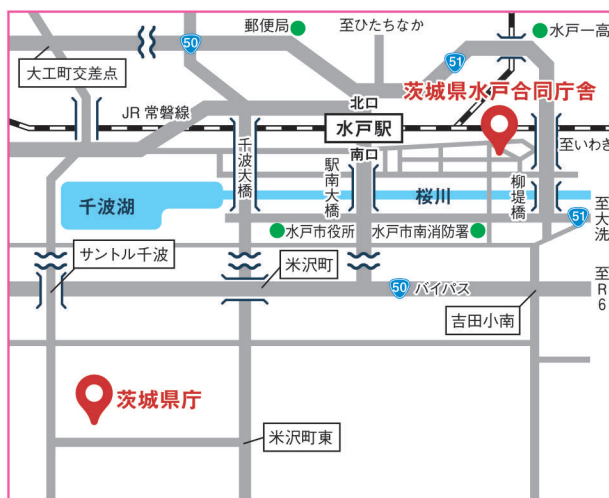 郵便局
至ひたちなか
水戸一高
50
51
大工町交差点
茨城県水戸合同庁舎
JR 常磐線
北口
水戸駅
南口
至いわき
千波大橋
駅南大橋
柳堤橋
千波湖
桜川
至大洗
51
水戸市役所
水戸市南消防署
サントル千波
米沢町
50 バイパス
至R6
吉田小南
茨城県庁
米沢町東